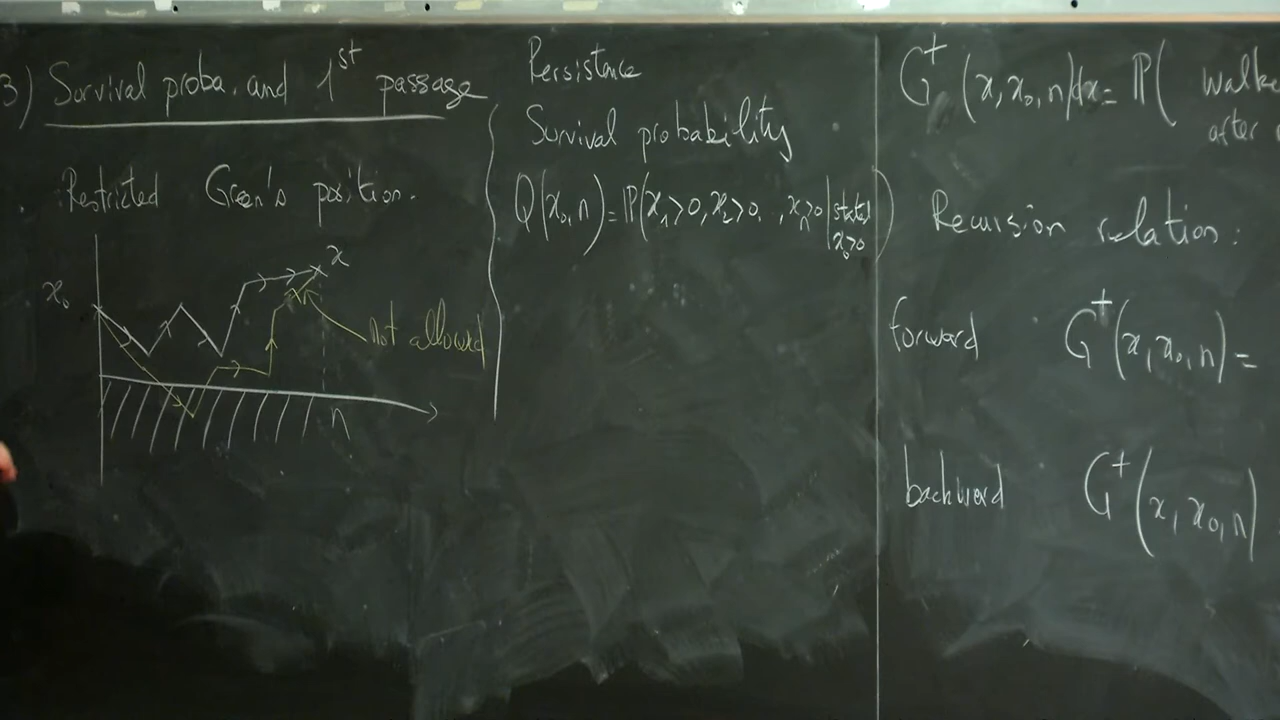 3) Survival proba. and 1st passage
Restricted Green's position.
x
x₀
not allowed
n
Persistence
Survival probability
Q(x₀,n) = ℙ(x₁>0, x₂>0, ., xₙ>0 | started x₀>0)
G⁺(x, x₀, n)dx = ℙ( walke
after
Recursion relation:
forward G⁺(x, x₀, n) =
backward G⁺(x, x₀, n)